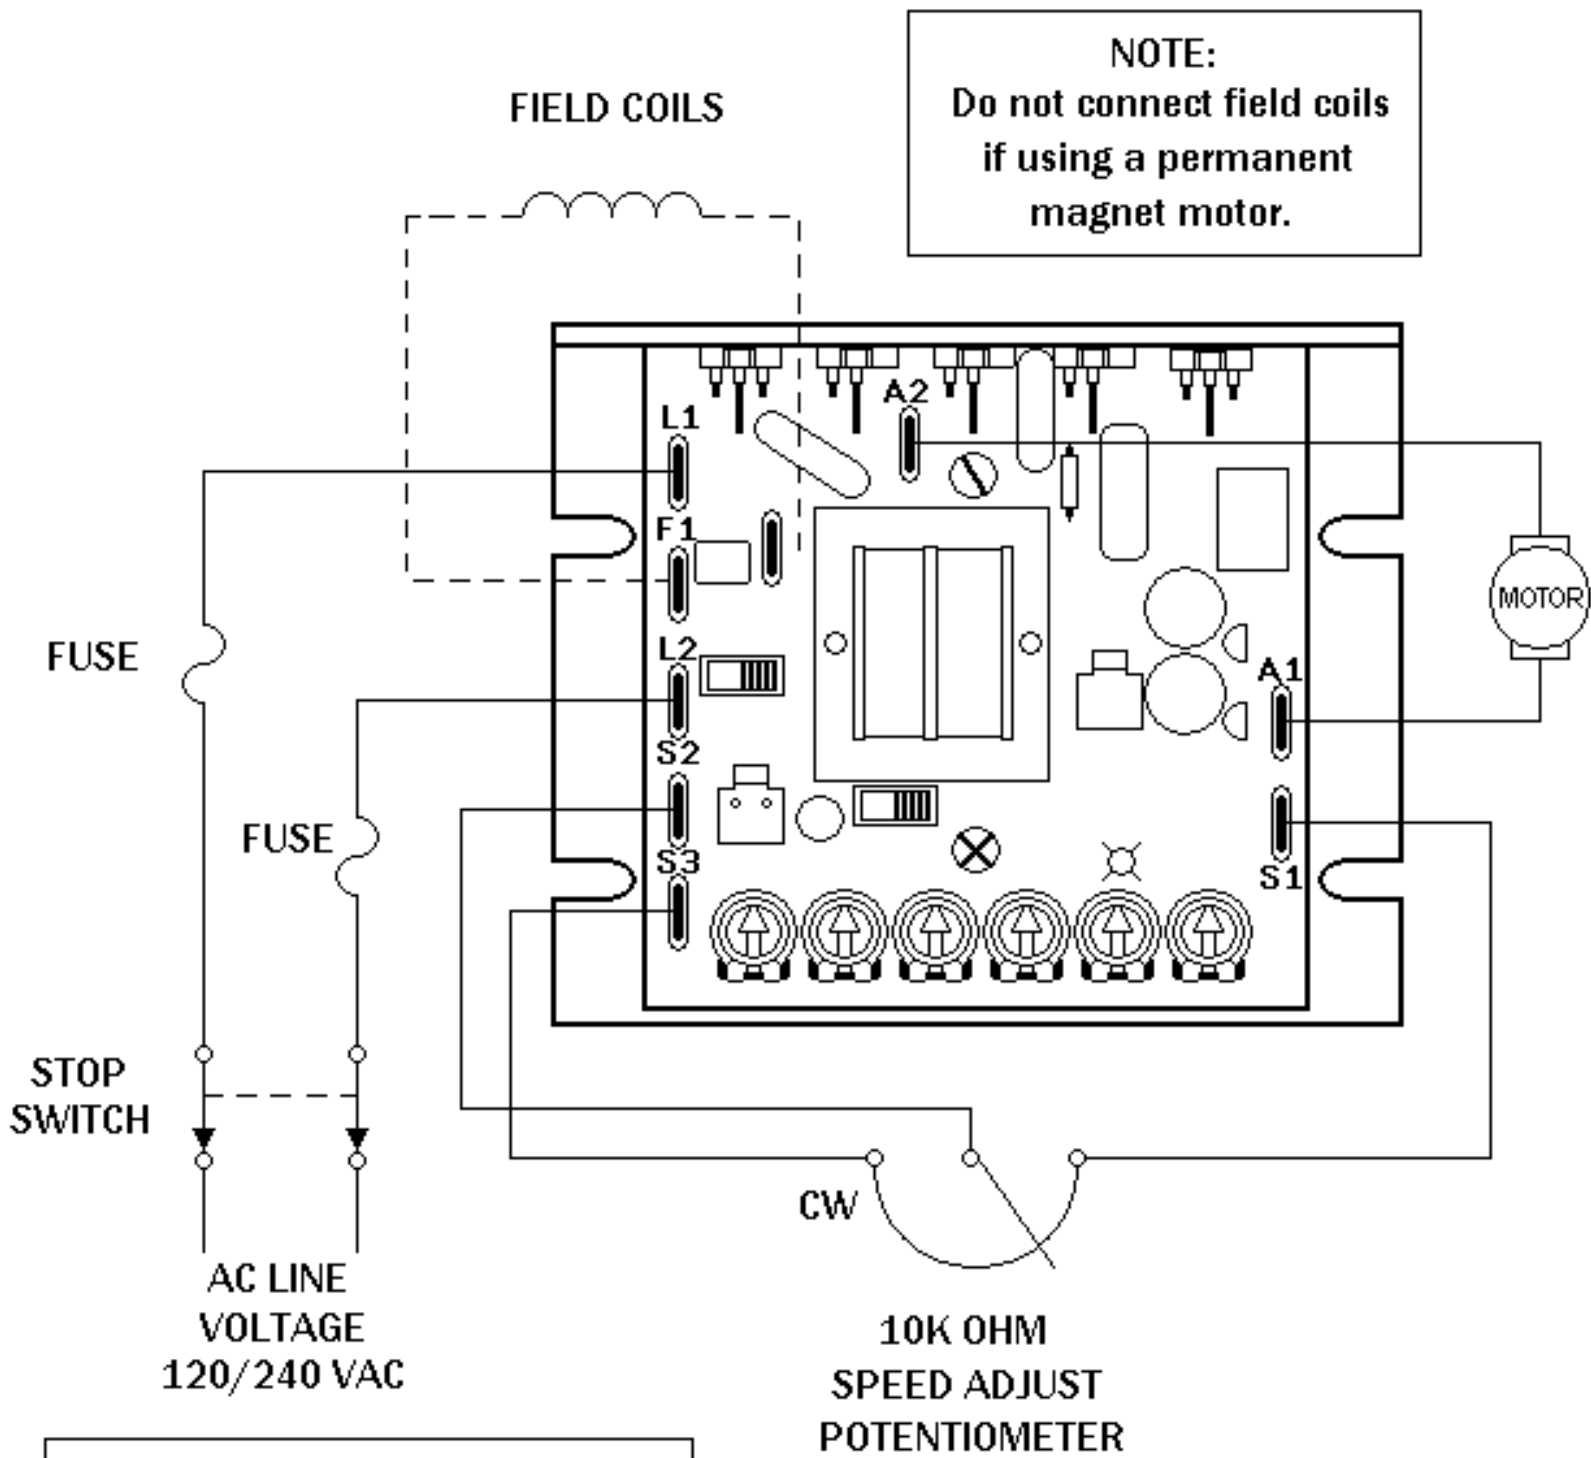 NOTE:
Do not connect field coils
if using a permanent
magnet motor.
FIELD COILS
A2
L1
F1
L2
S2
S3
A1
S1
MOTOR
FUSE
FUSE
STOP
SWITCH
AC LINE
VOLTAGE
120/240 VAC
CW
10K OHM
SPEED ADJUST
POTENTIOMETER